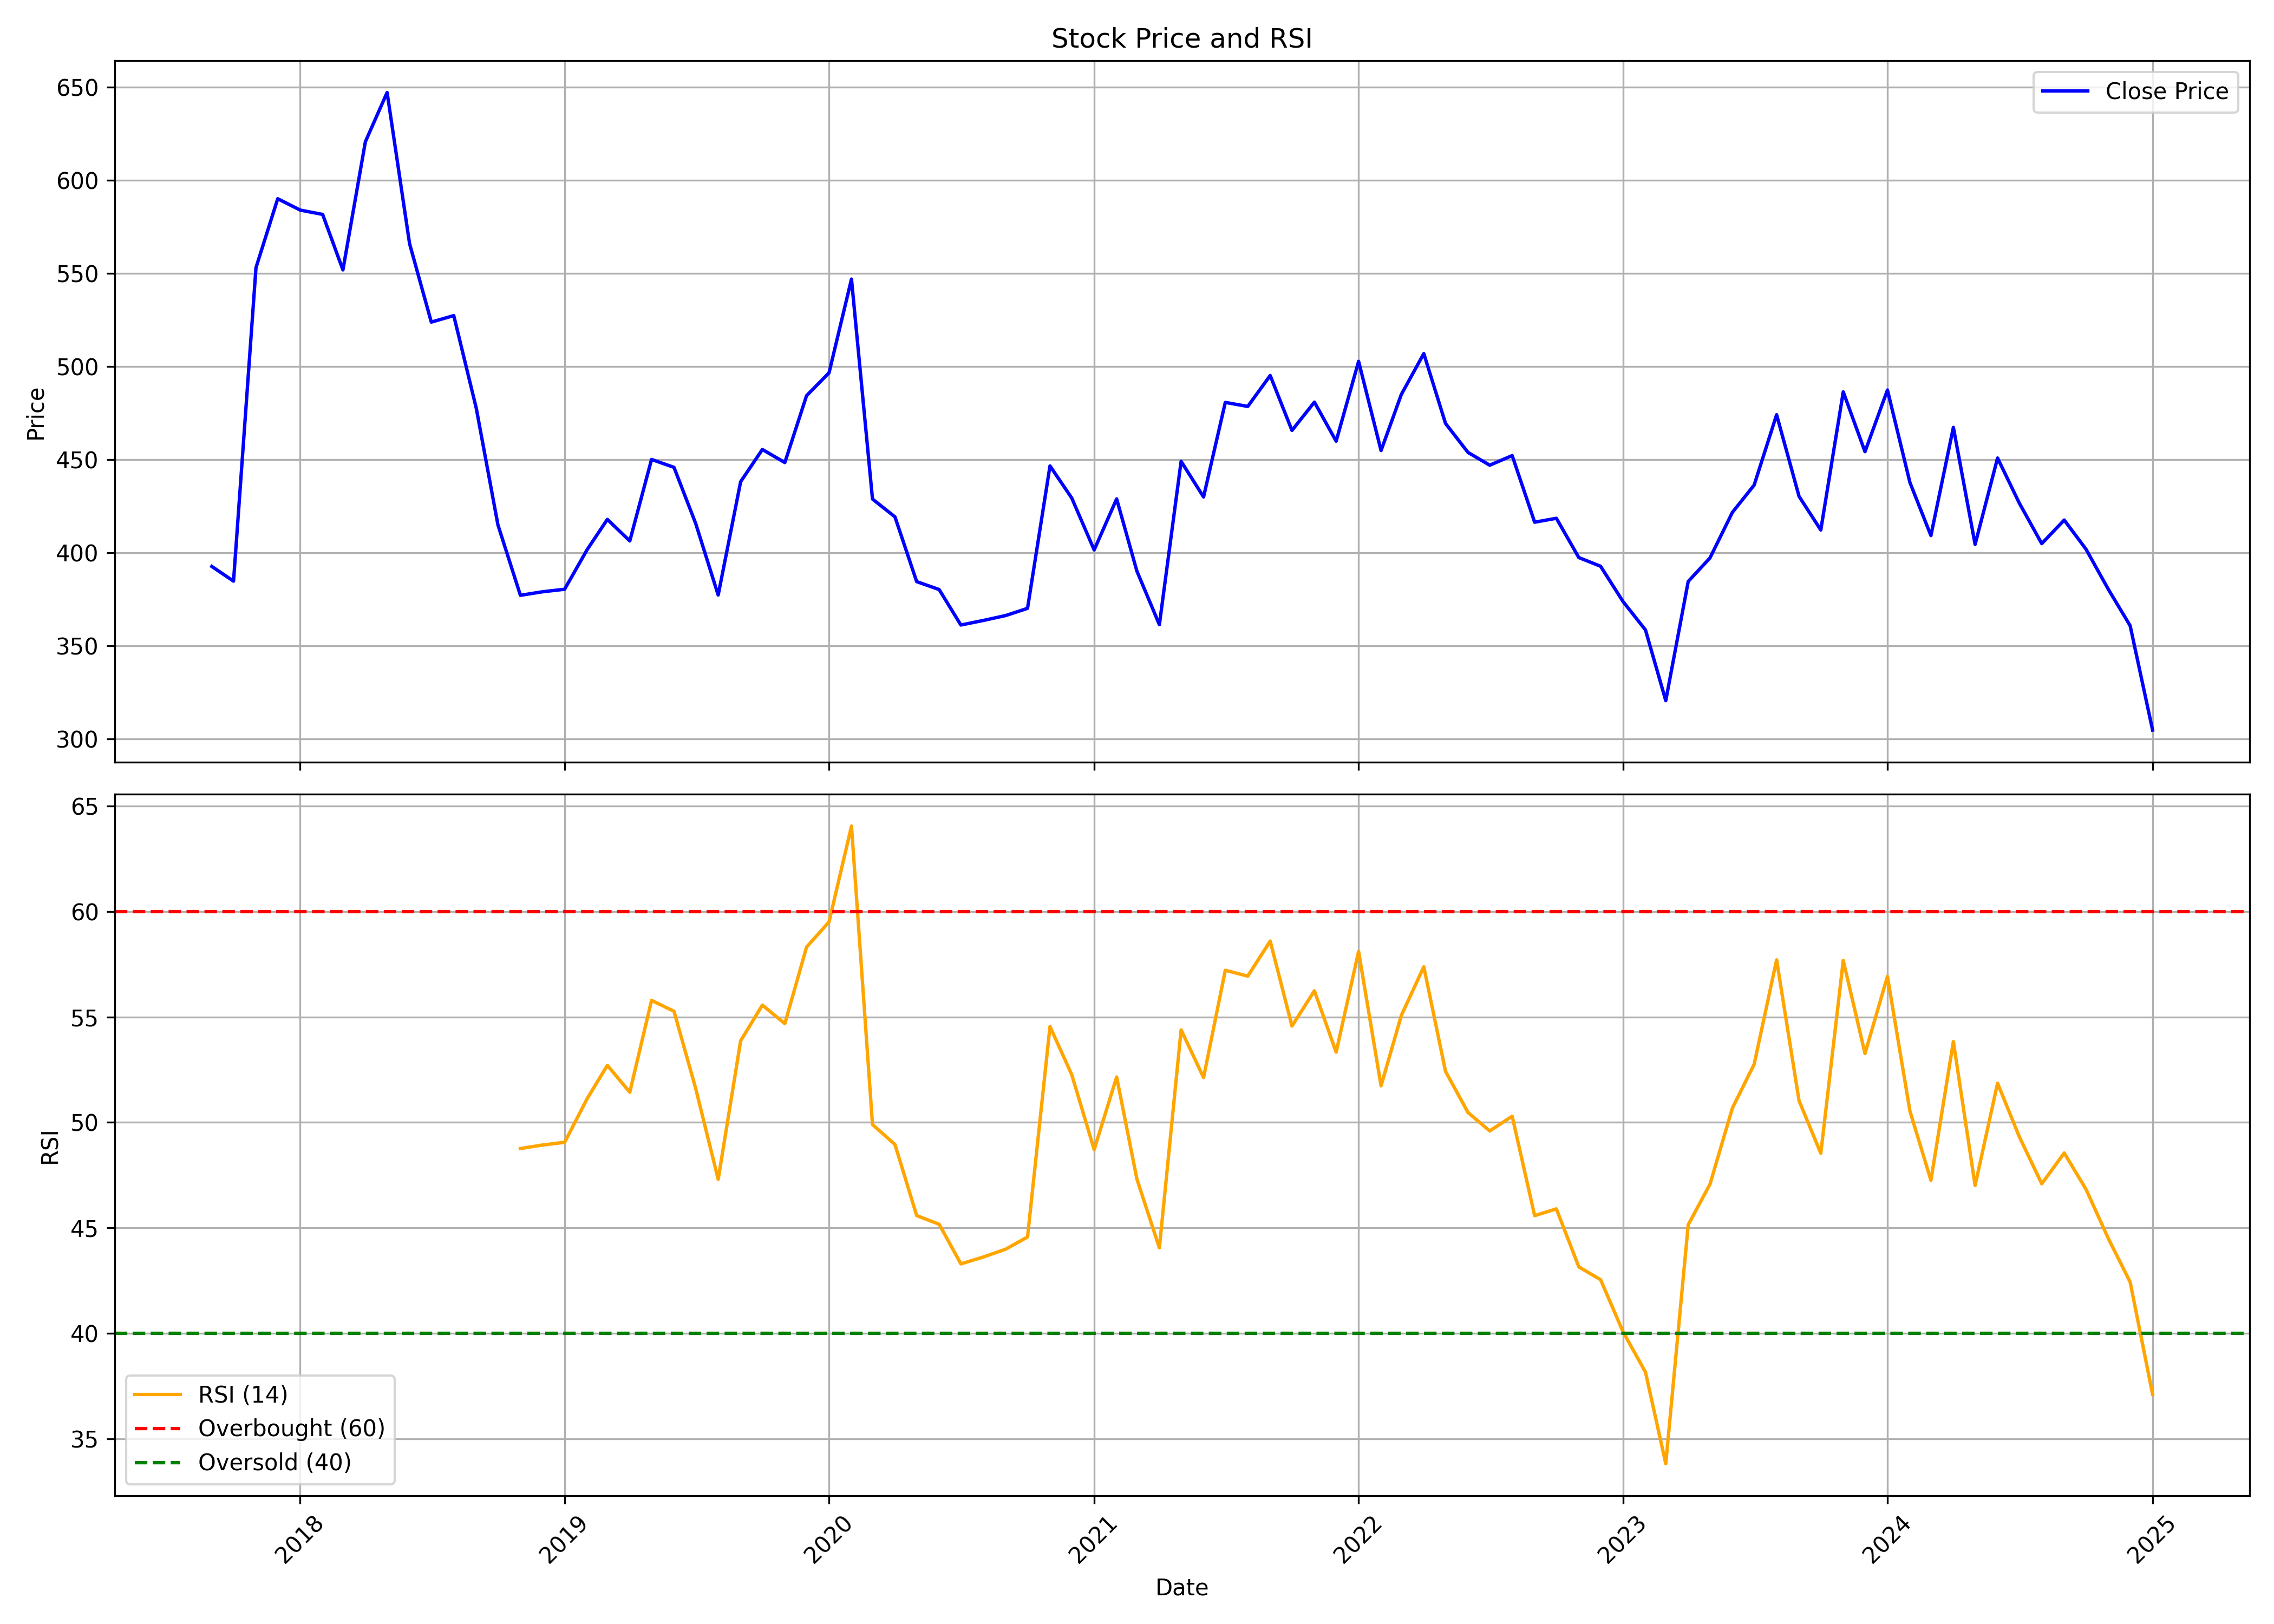 Stock Price and RSI
650
600
550
500
450
400
350
300
Price
Close Price
65
60
55
50
45
40
35
RSI
RSI (14)
Overbought (60)
Oversold (40)
2018
2019
2020
2021
2022
2023
2024
2025
Date